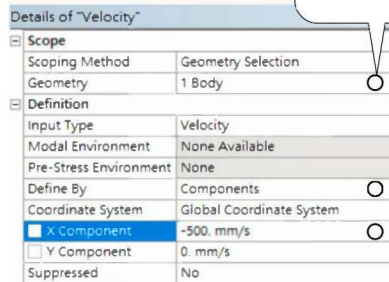 Details of "Velocity"
Scope
Scoping Method Geometry Selection
Geometry 1 Body
Definition
Input Type Velocity
Modal Environment None Available
Pre-Stress Environment None
Define By Components
Coordinate System Global Coordinate System
X Component -500. mm/s
Y Component 0. mm/s
Suppressed No